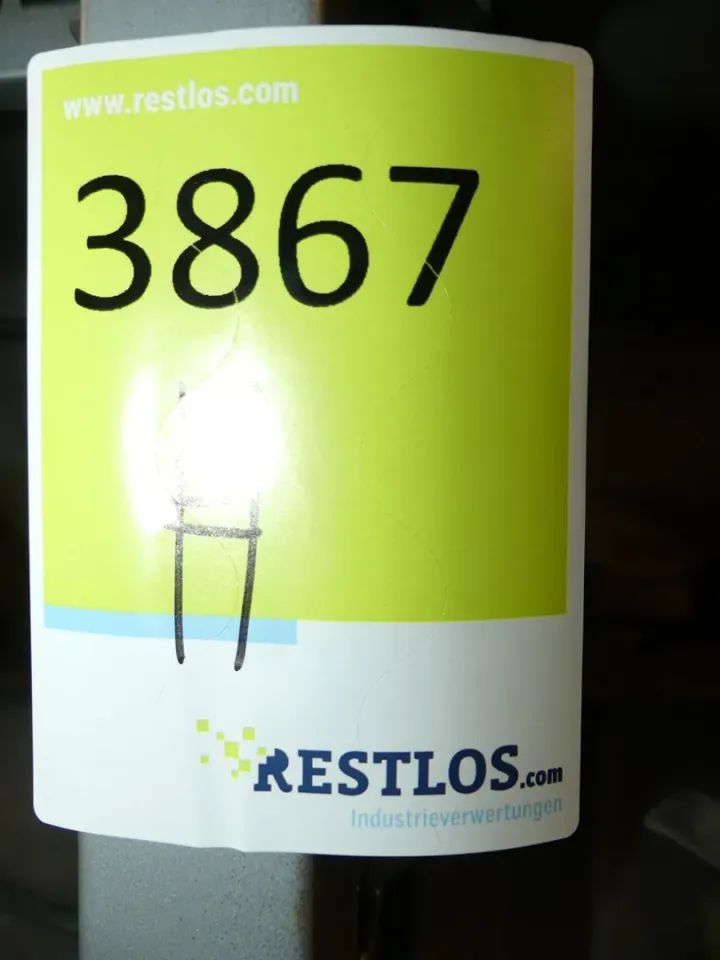 www.restlos.com
3867
RESTLOS.com
Industrieverwertungen